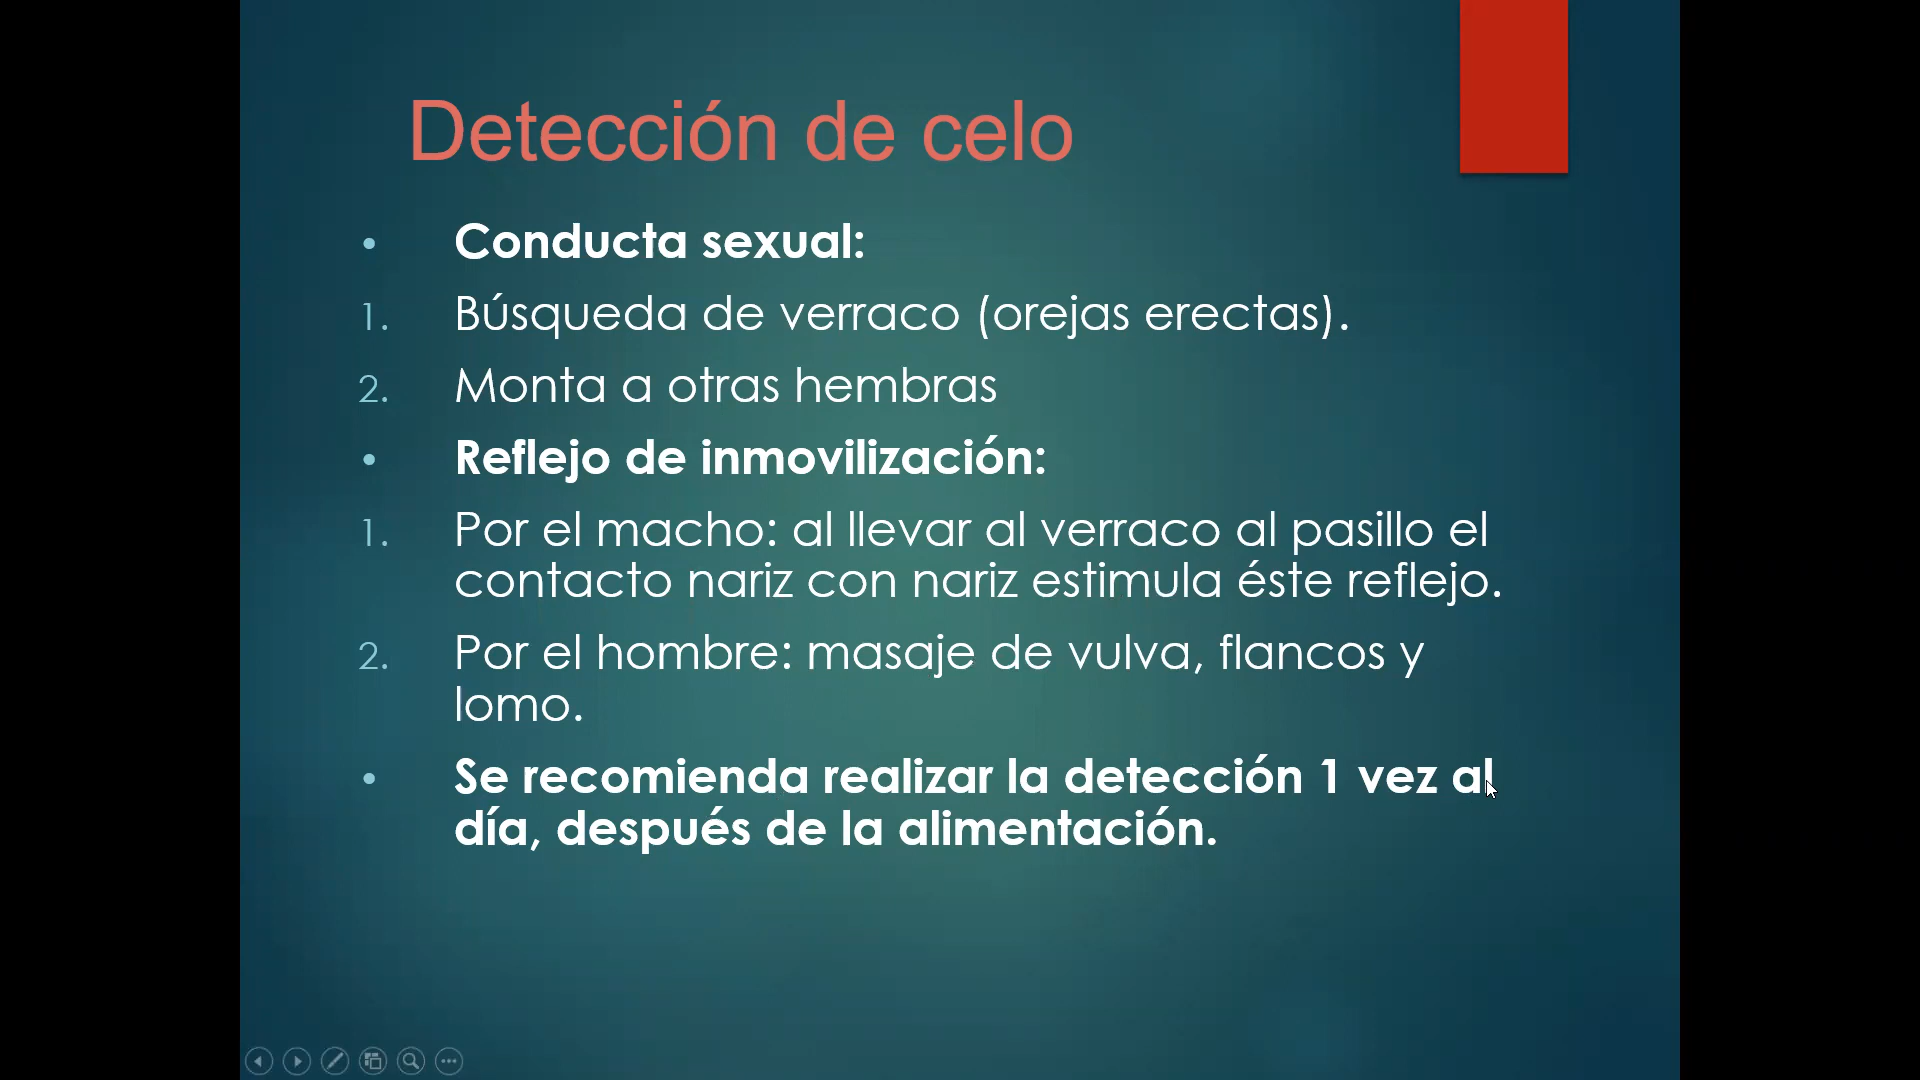 Detección de celo
• Conducta sexual:
1. Búsqueda de verraco (orejas erectas).
2. Monta a otras hembras
• Reflejo de inmovilización:
1. Por el macho: al llevar al verraco al pasillo el
contacto nariz con nariz estimula éste reflejo.
2. Por el hombre: masaje de vulva, flancos y
lomo.
• Se recomienda realizar la detección 1 vez al
día, después de la alimentación.